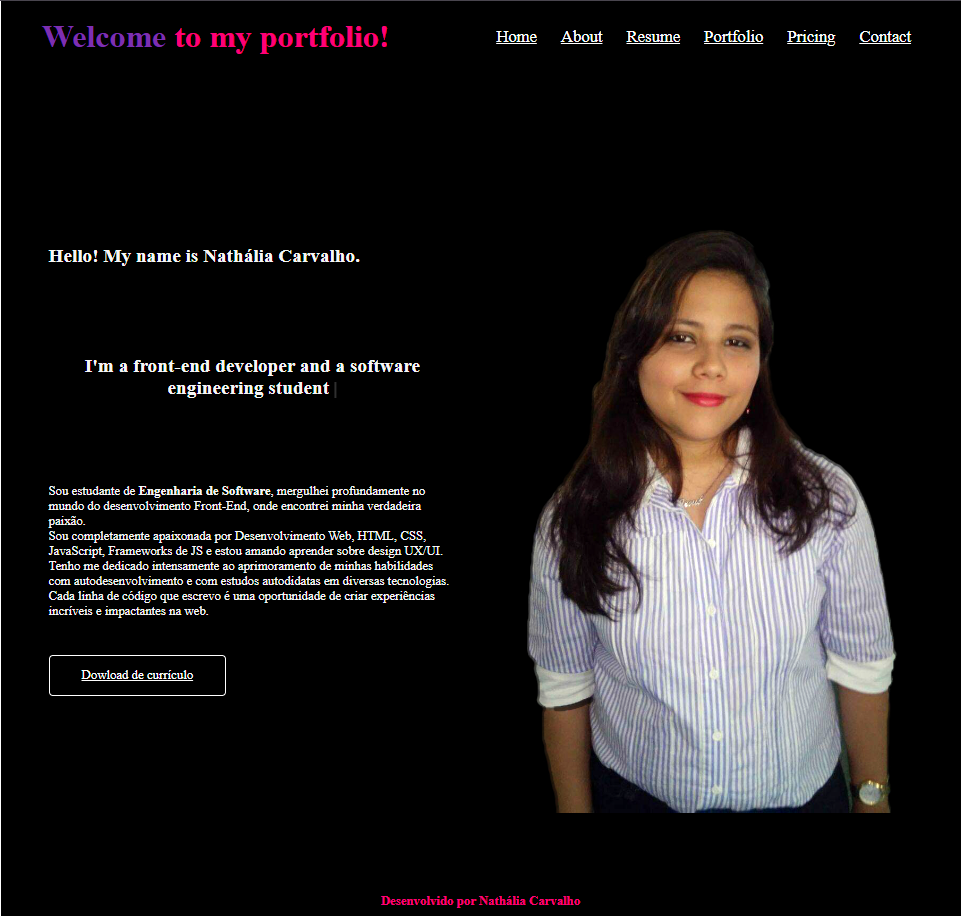 Welcome to my portfolio!
Home About Resume Portfolio Pricing Contact
Hello! My name is Nathália Carvalho.
I'm a front-end developer and a software
engineering student |
Sou estudante de Engenharia de Software, mergulhei profundamente no
mundo do desenvolvimento Front-End, onde encontrei minha verdadeira
paixão.
Sou completamente apaixonada por Desenvolvimento Web, HTML, CSS,
JavaScript, Frameworks de JS e estou amando aprender sobre design UX/UI.
Tenho me dedicado intensamente ao aprimoramento de minhas habilidades
com autodesenvolvimento e com estudos autodidatas em diversas tecnologias.
Cada linha de código que escrevo é uma oportunidade de criar experiências
incríveis e impactantes na web.
Dowload de currículo
Desenvolvido por Nathália Carvalho